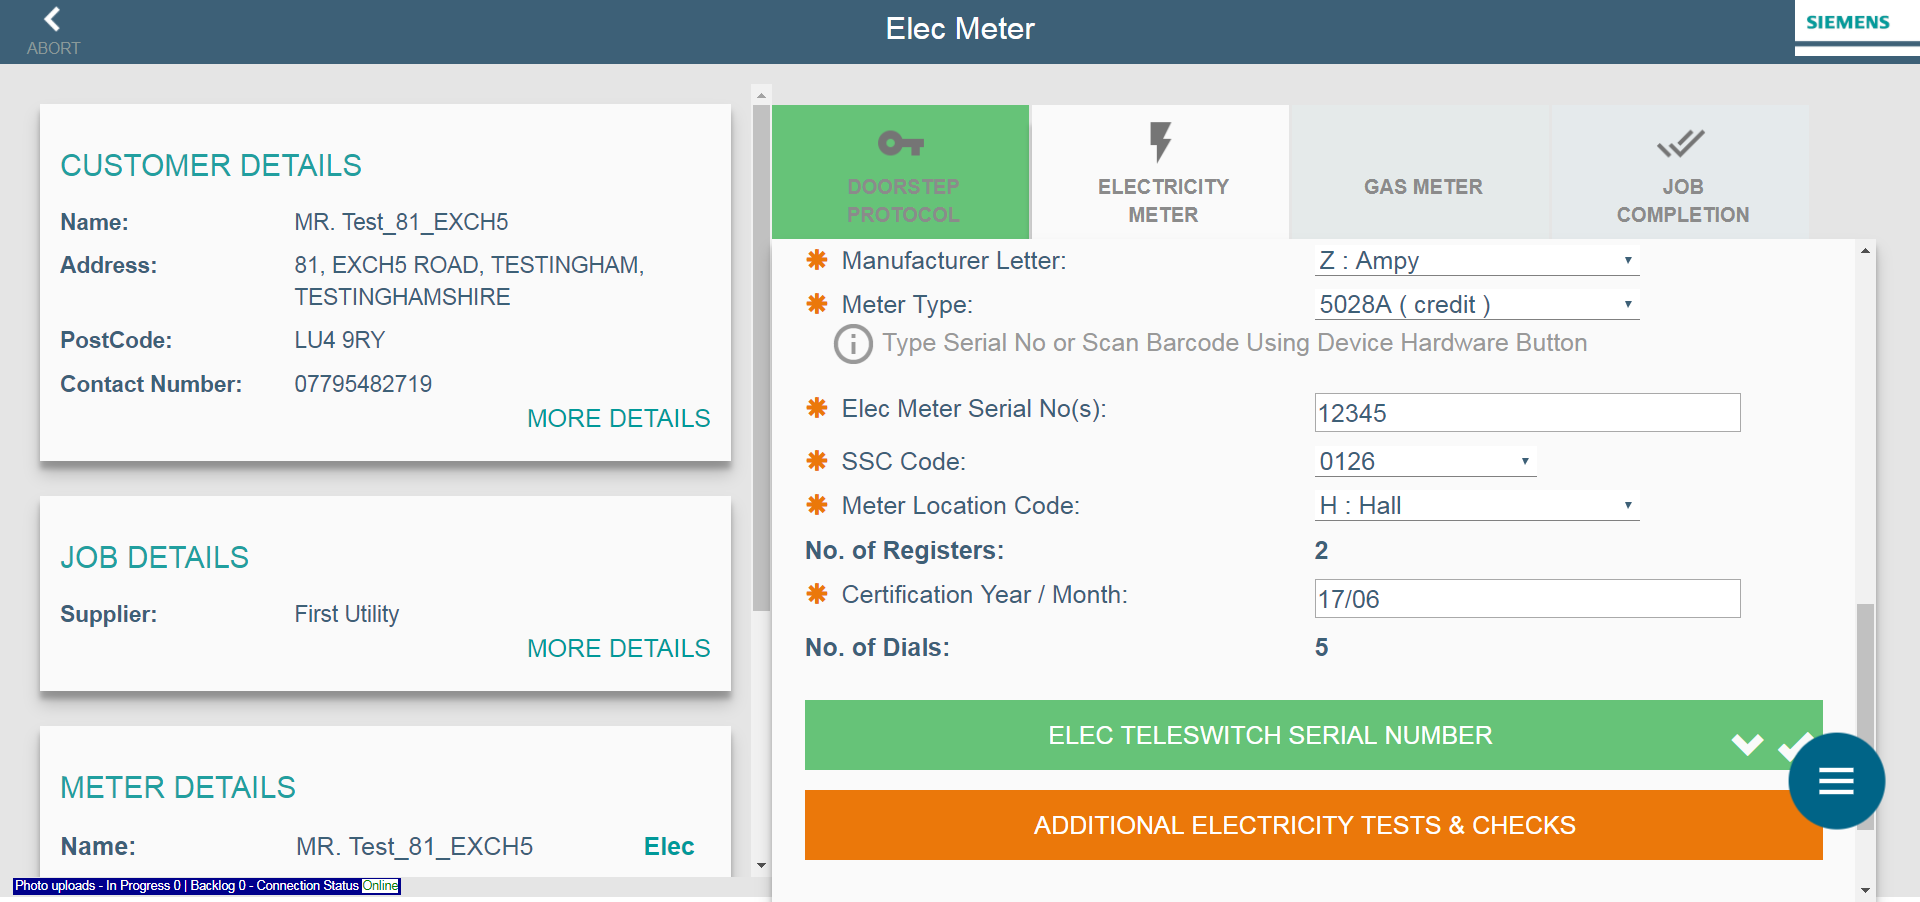 ABORT
Elec Meter
SIEMENS
CUSTOMER DETAILS
Name: MR. Test_81_EXCH5
Address: 81, EXCH5 ROAD, TESTINGHAM,
TESTINGHAMSHIRE
PostCode: LU4 9RY
Contact Number: 07795482719
MORE DETAILS
JOB DETAILS
Supplier: First Utility
MORE DETAILS
METER DETAILS
Name: MR. Test_81_EXCH5 Elec
Photo uploads - In Progress 0 | Backlog 0 - Connection Status Online
DOORSTEP
PROTOCOL
ELECTRICITY
METER
GAS METER
JOB
COMPLETION
Manufacturer Letter: Z : Ampy
Meter Type: 5028A ( credit )
Type Serial No or Scan Barcode Using Device Hardware Button
Elec Meter Serial No(s): 12345
SSC Code: 0126
Meter Location Code: H : Hall
No. of Registers: 2
Certification Year / Month: 17/06
No. of Dials: 5
ELEC TELESWITCH SERIAL NUMBER
ADDITIONAL ELECTRICITY TESTS & CHECKS